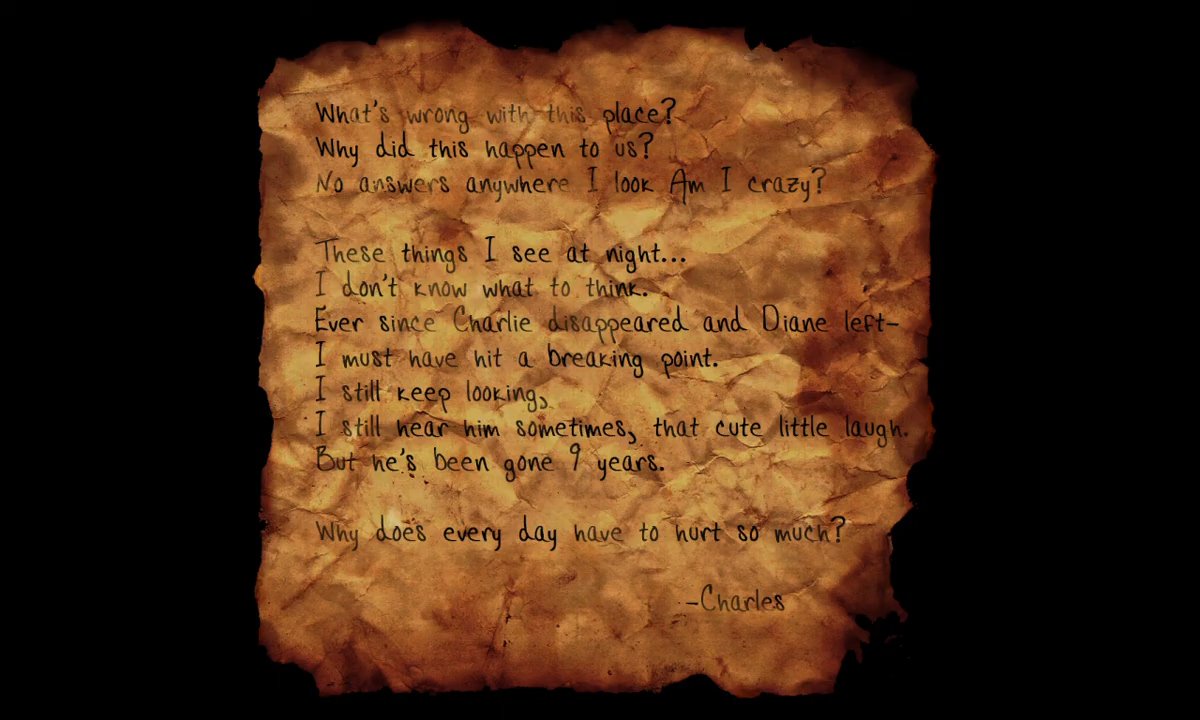 What's wrong with this place?
Why did this happen to us?
No answers anywhere I look Am I crazy?
These things I see at night...
I don't know what to think.
Ever since Charlie disappeared and Diane left-
I must have hit a breaking point.
I still keep looking,
I still hear him sometimes, that cute little laugh.
But he's been gone 9 years.
Why does every day have to hurt so much?
-Charles